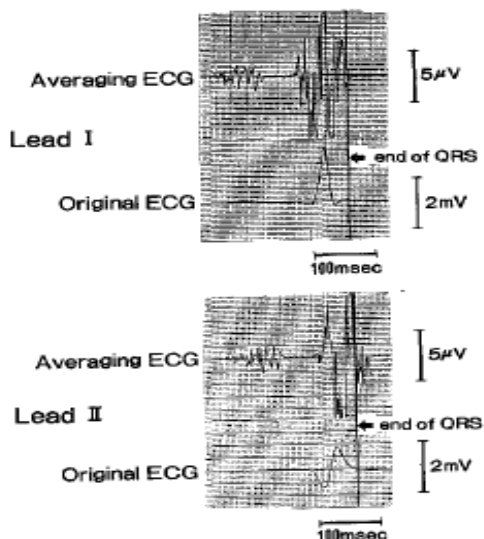 Averaging ECG
5μV
Lead I
end of QRS
Original ECG
2mV
100msec
Averaging ECG
5μV
Lead II
end of QRS
Original ECG
2mV
100msec